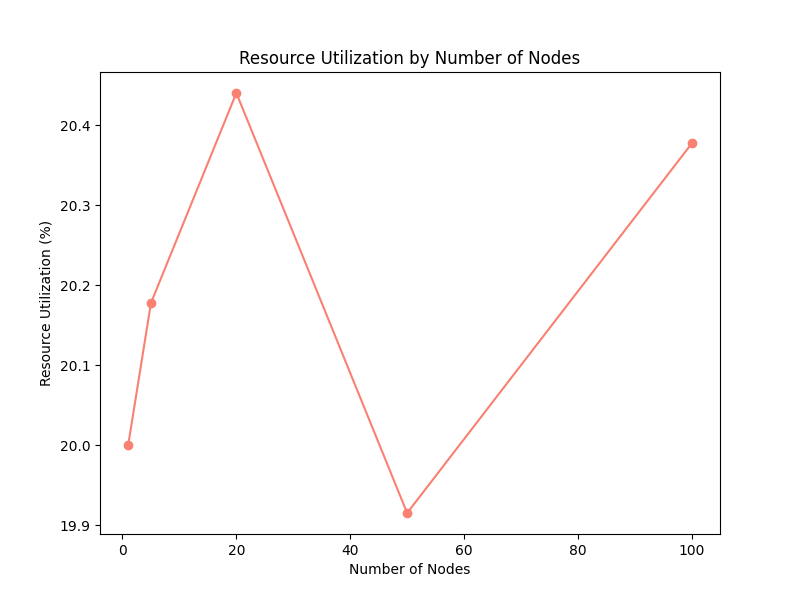 Resource Utilization by Number of Nodes
20.4
20.3
20.2
20.1
20.0
19.9
Resource Utilization (%)
0 20 40 60 80 100
Number of Nodes